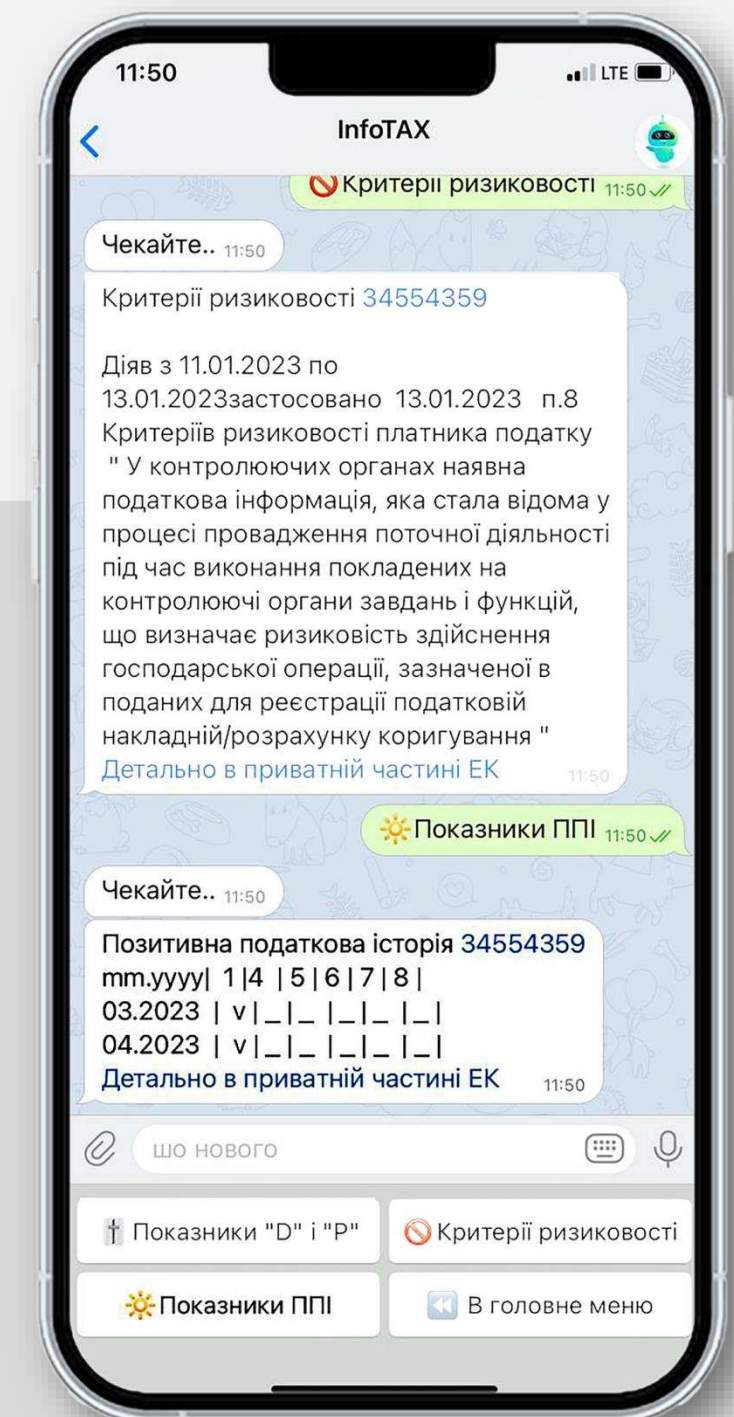 11:50
LTE
InfoTAX
Критерії ризиковості 11:50
Чекайте.. 11:50
Критерії ризиковості 34554359
Діяв з 11.01.2023 по
13.01.2023застосовано 13.01.2023 п.8
Критеріїв ризиковості платника податку
" У контролюючих органах наявна
податкова інформація, яка стала відома у
процесі провадження поточної діяльності
під час виконання покладених на
контролюючі органи завдань і функцій,
що визначає ризиковість здійснення
господарської операції, зазначеної в
поданих для реєстрації податковій
накладній/розрахунку коригування "
Детально в приватній частині ЕК 11:50
Показники ППІ 11:50
Чекайте.. 11:50
Позитивна податкова історія 34554359
mm.yyyy| 1 |4 | 5 | 6 | 7 | 8 |
03.2023 | v | _ | _ | _ | _ | _ |
04.2023 | v | _ | _ | _ | _ | _ |
Детально в приватній частині ЕК 11:50
шо нового
Показники "D" і "P"
Критерії ризиковості
Показники ППІ
В головне меню